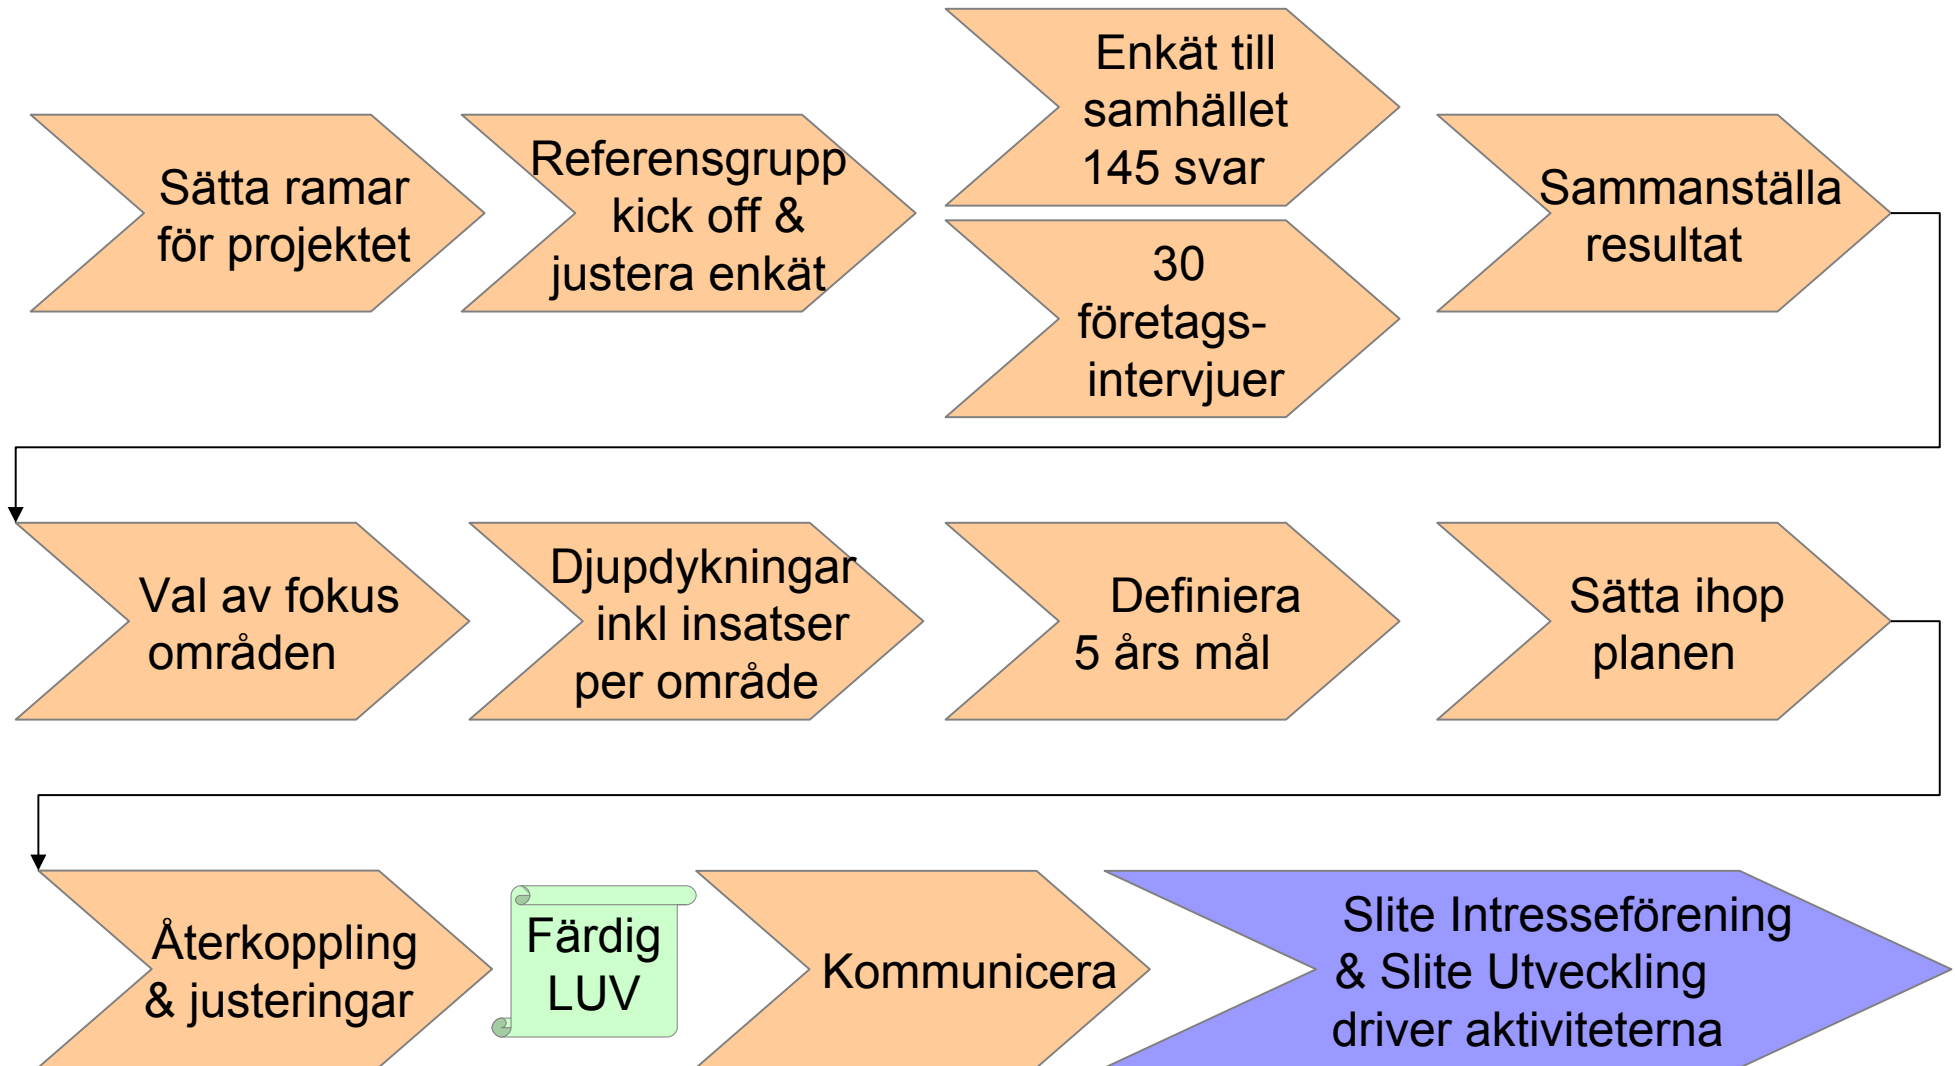 Sätta ramar
för projektet
Referensgrupp
kick off &
justera enkät
Enkät till
samhället
145 svar
30
företags-
intervjuer
Sammanställa
resultat
Val av fokus
områden
Djupdykningar
inkl insatser
per område
Definiera
5 års mål
Sätta ihop
planen
Återkoppling
& justeringar
Färdig
LUV
Kommunicera
Slite Intresseförening
& Slite Utveckling
driver aktiviteterna